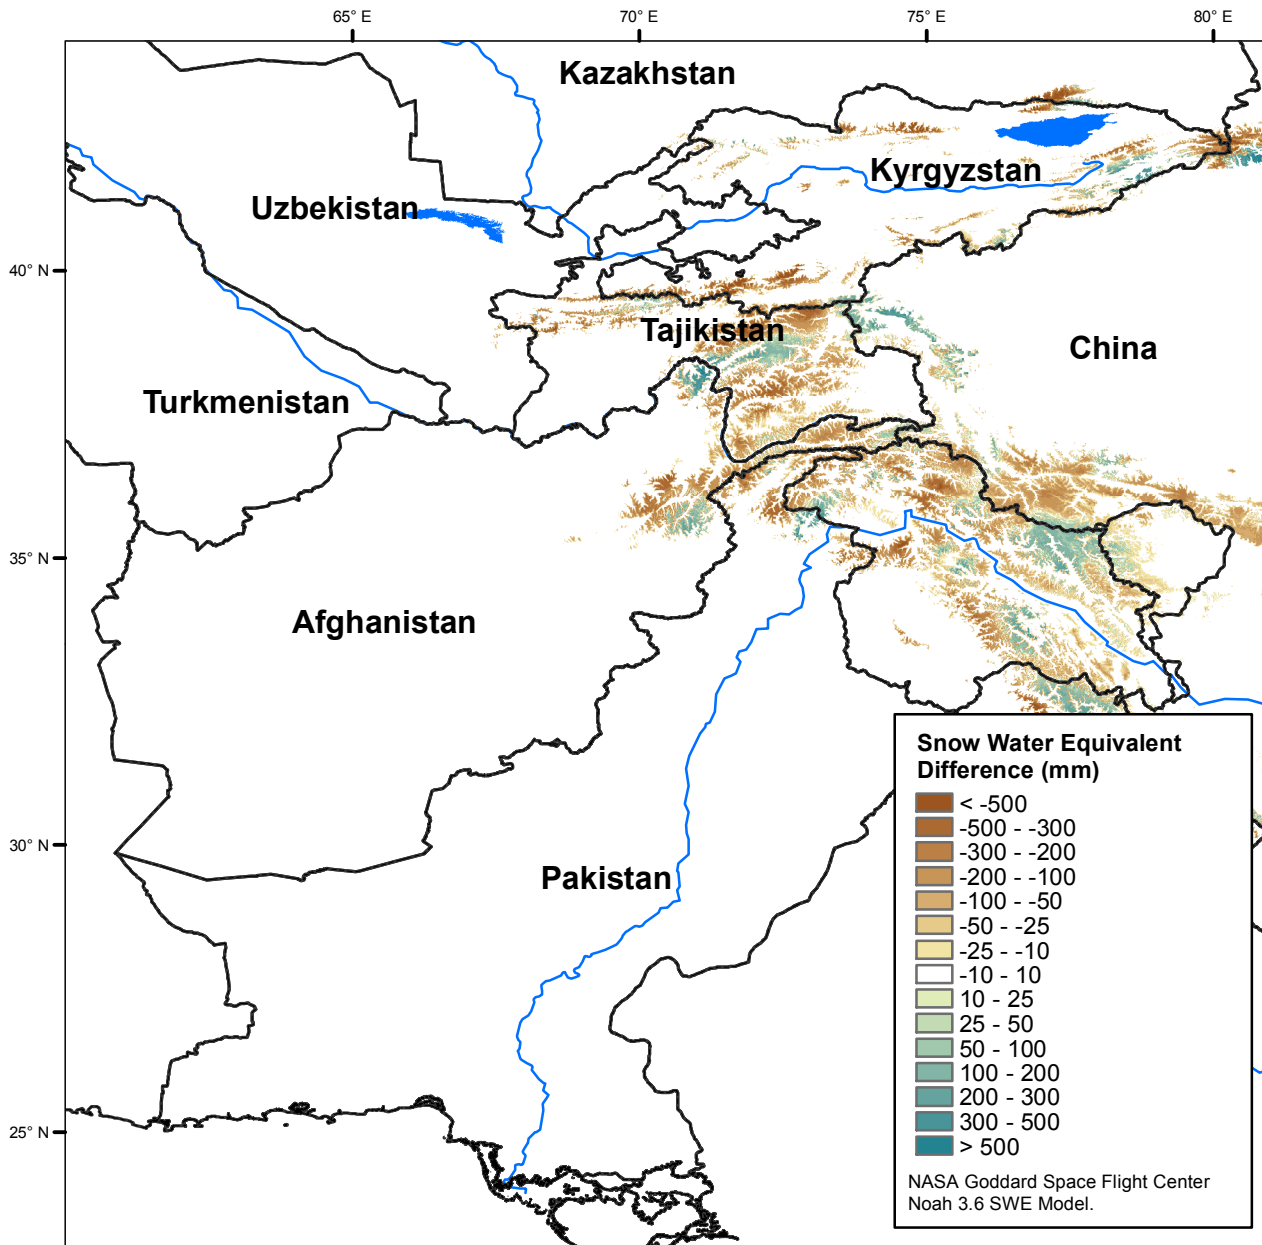 65° E
70° E
75° E
80° E
Kazakhstan
Kyrgyzstan
Uzbekistan
40° N
Tajikistan
China
Turkmenistan
35° N
Afghanistan
Snow Water Equivalent
Difference (mm)
< -500
-500 - -300
-300 - -200
-200 - -100
-100 - -50
-50 - -25
-25 - -10
-10 - 10
10 - 25
25 - 50
50 - 100
100 - 200
200 - 300
300 - 500
> 500
NASA Goddard Space Flight Center
Noah 3.6 SWE Model.
30° N
Pakistan
25° N